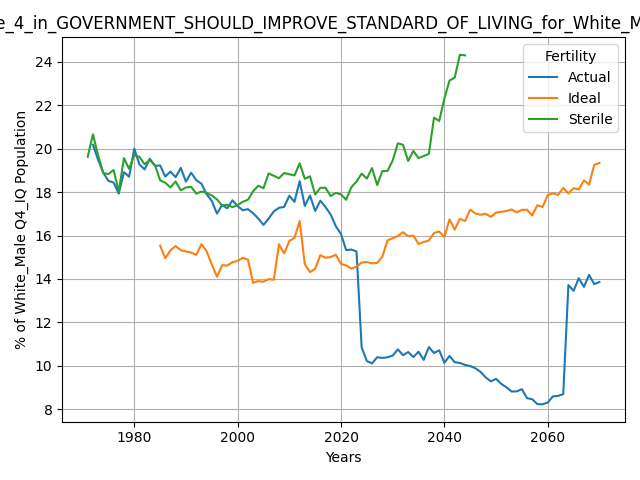 e_4_in_GOVERNMENT_SHOULD_IMPROVE_STANDARD_OF_LIVING_for_White_M
Fertility
Actual
Ideal
Sterile
% of White_Male Q4_IQ Population
24
22
20
18
16
14
12
10
8
1980
2000
2020
2040
2060
Years